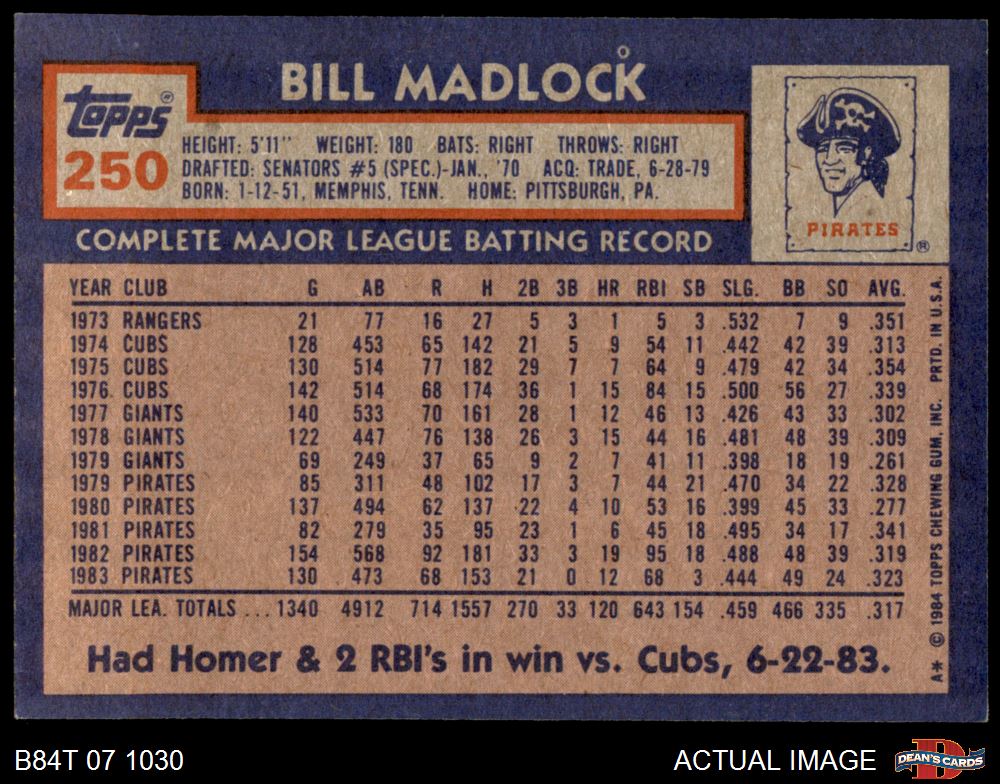 BILL MADLOCK
Topps®
250
HEIGHT: 5'11" WEIGHT: 180 BATS: RIGHT THROWS: RIGHT
DRAFTED: SENATORS #5 (SPEC.)-JAN., '70 ACQ: TRADE, 6-28-79
BORN: 1-12-51, MEMPHIS, TENN. HOME: PITTSBURGH, PA.
PIRATES ®
COMPLETE MAJOR LEAGUE BATTING RECORD
YEAR CLUB G AB R H 2B 3B HR RBI SB SLG. BB SO AVG.
1973 RANGERS 21 77 16 27 5 3 1 5 3 .532 7 9 .351
1974 CUBS 128 453 65 142 21 5 9 54 11 .442 42 39 .313
1975 CUBS 130 514 77 182 29 7 7 64 9 .479 42 34 .354
1976 CUBS 142 514 68 174 36 1 15 84 15 .500 56 27 .339
1977 GIANTS 140 533 70 161 28 1 12 46 13 .426 43 33 .302
1978 GIANTS 122 447 76 138 26 3 15 44 16 .481 48 39 .309
1979 GIANTS 69 249 37 65 9 2 7 41 11 .398 18 19 .261
1979 PIRATES 85 311 48 102 17 3 7 44 21 .470 34 22 .328
1980 PIRATES 137 494 62 137 22 4 10 53 16 .399 45 33 .277
1981 PIRATES 82 279 35 95 23 1 6 45 18 .495 34 17 .341
1982 PIRATES 154 568 92 181 33 3 19 95 18 .488 48 39 .319
1983 PIRATES 130 473 68 153 21 0 12 68 3 .444 49 24 .323
MAJOR LEA. TOTALS ... 1340 4912 714 1557 270 33 120 643 154 .459 466 335 .317
Had Homer & 2 RBI's in win vs. Cubs, 6-22-83.
A* © 1984 TOPPS CHEWING GUM, INC. PRTD. IN U.S.A.
B84T 07 1030
ACTUAL IMAGE
DEAN'S CARDS